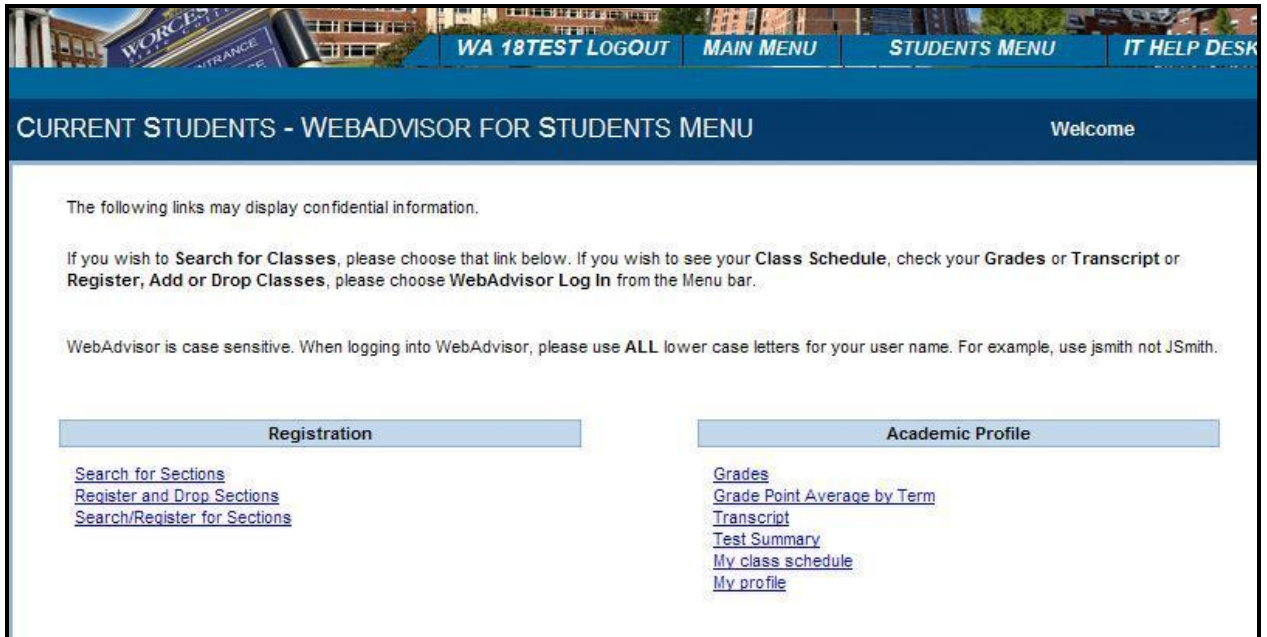 WORCES
ENTRANCE
WA 18TEST LOGOUT MAIN MENU STUDENTS MENU IT HELP DESK
CURRENT STUDENTS - WEBADVISOR FOR STUDENTS MENU Welcome
The following links may display confidential information.
If you wish to Search for Classes, please choose that link below. If you wish to see your Class Schedule, check your Grades or Transcript or
Register, Add or Drop Classes, please choose WebAdvisor Log In from the Menu bar.
WebAdvisor is case sensitive. When logging into WebAdvisor, please use ALL lower case letters for your user name. For example, use jsmith not JSmith.
Registration
Search for Sections
Register and Drop Sections
Search/Register for Sections
Academic Profile
Grades
Grade Point Average by Term
Transcript
Test Summary
My class schedule
My profile